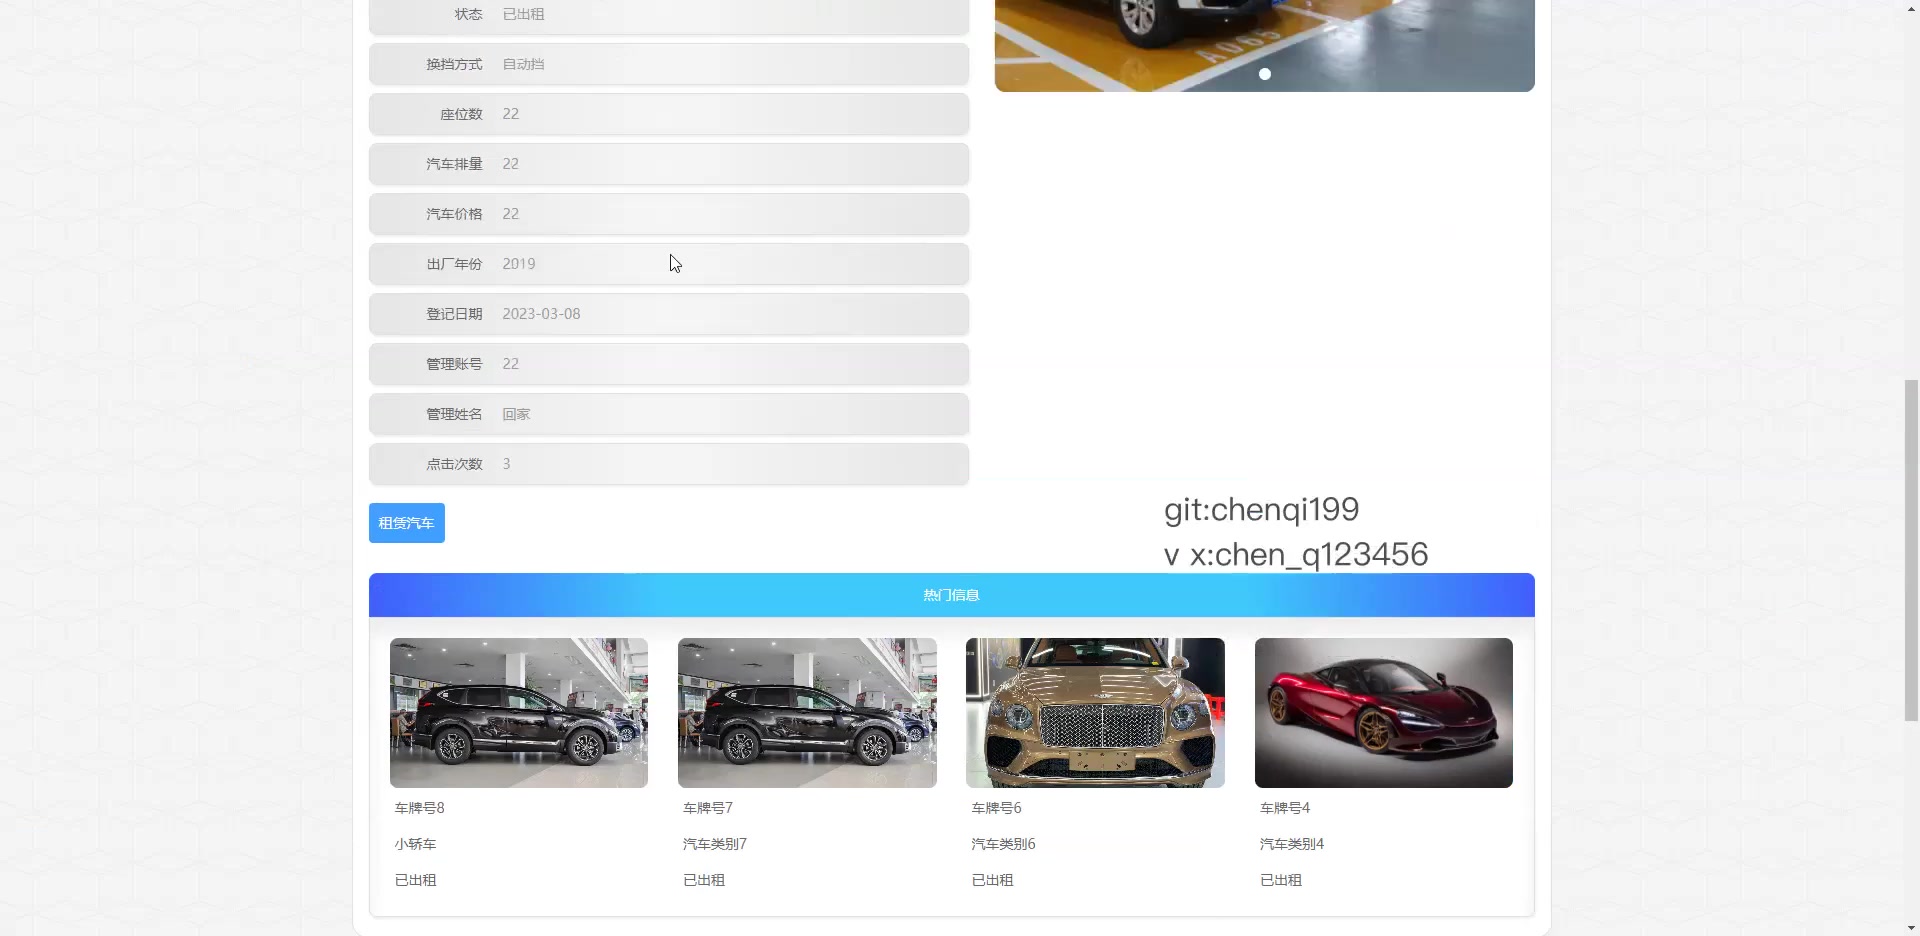 状态 已出租
换挡方式 自动挡
座位数 22
汽车排量 22
汽车价格 22
出厂年份 2019
登记日期 2023-03-08
管理账号 22
管理姓名 回家
点击次数 3
A065
租赁汽车
git:chenqi199
v x:chen_q123456
热门信息
车牌号8 车牌号7 车牌号6 车牌号4
小轿车 汽车类别7 汽车类别6 汽车类别4
已出租 已出租 已出租 已出租